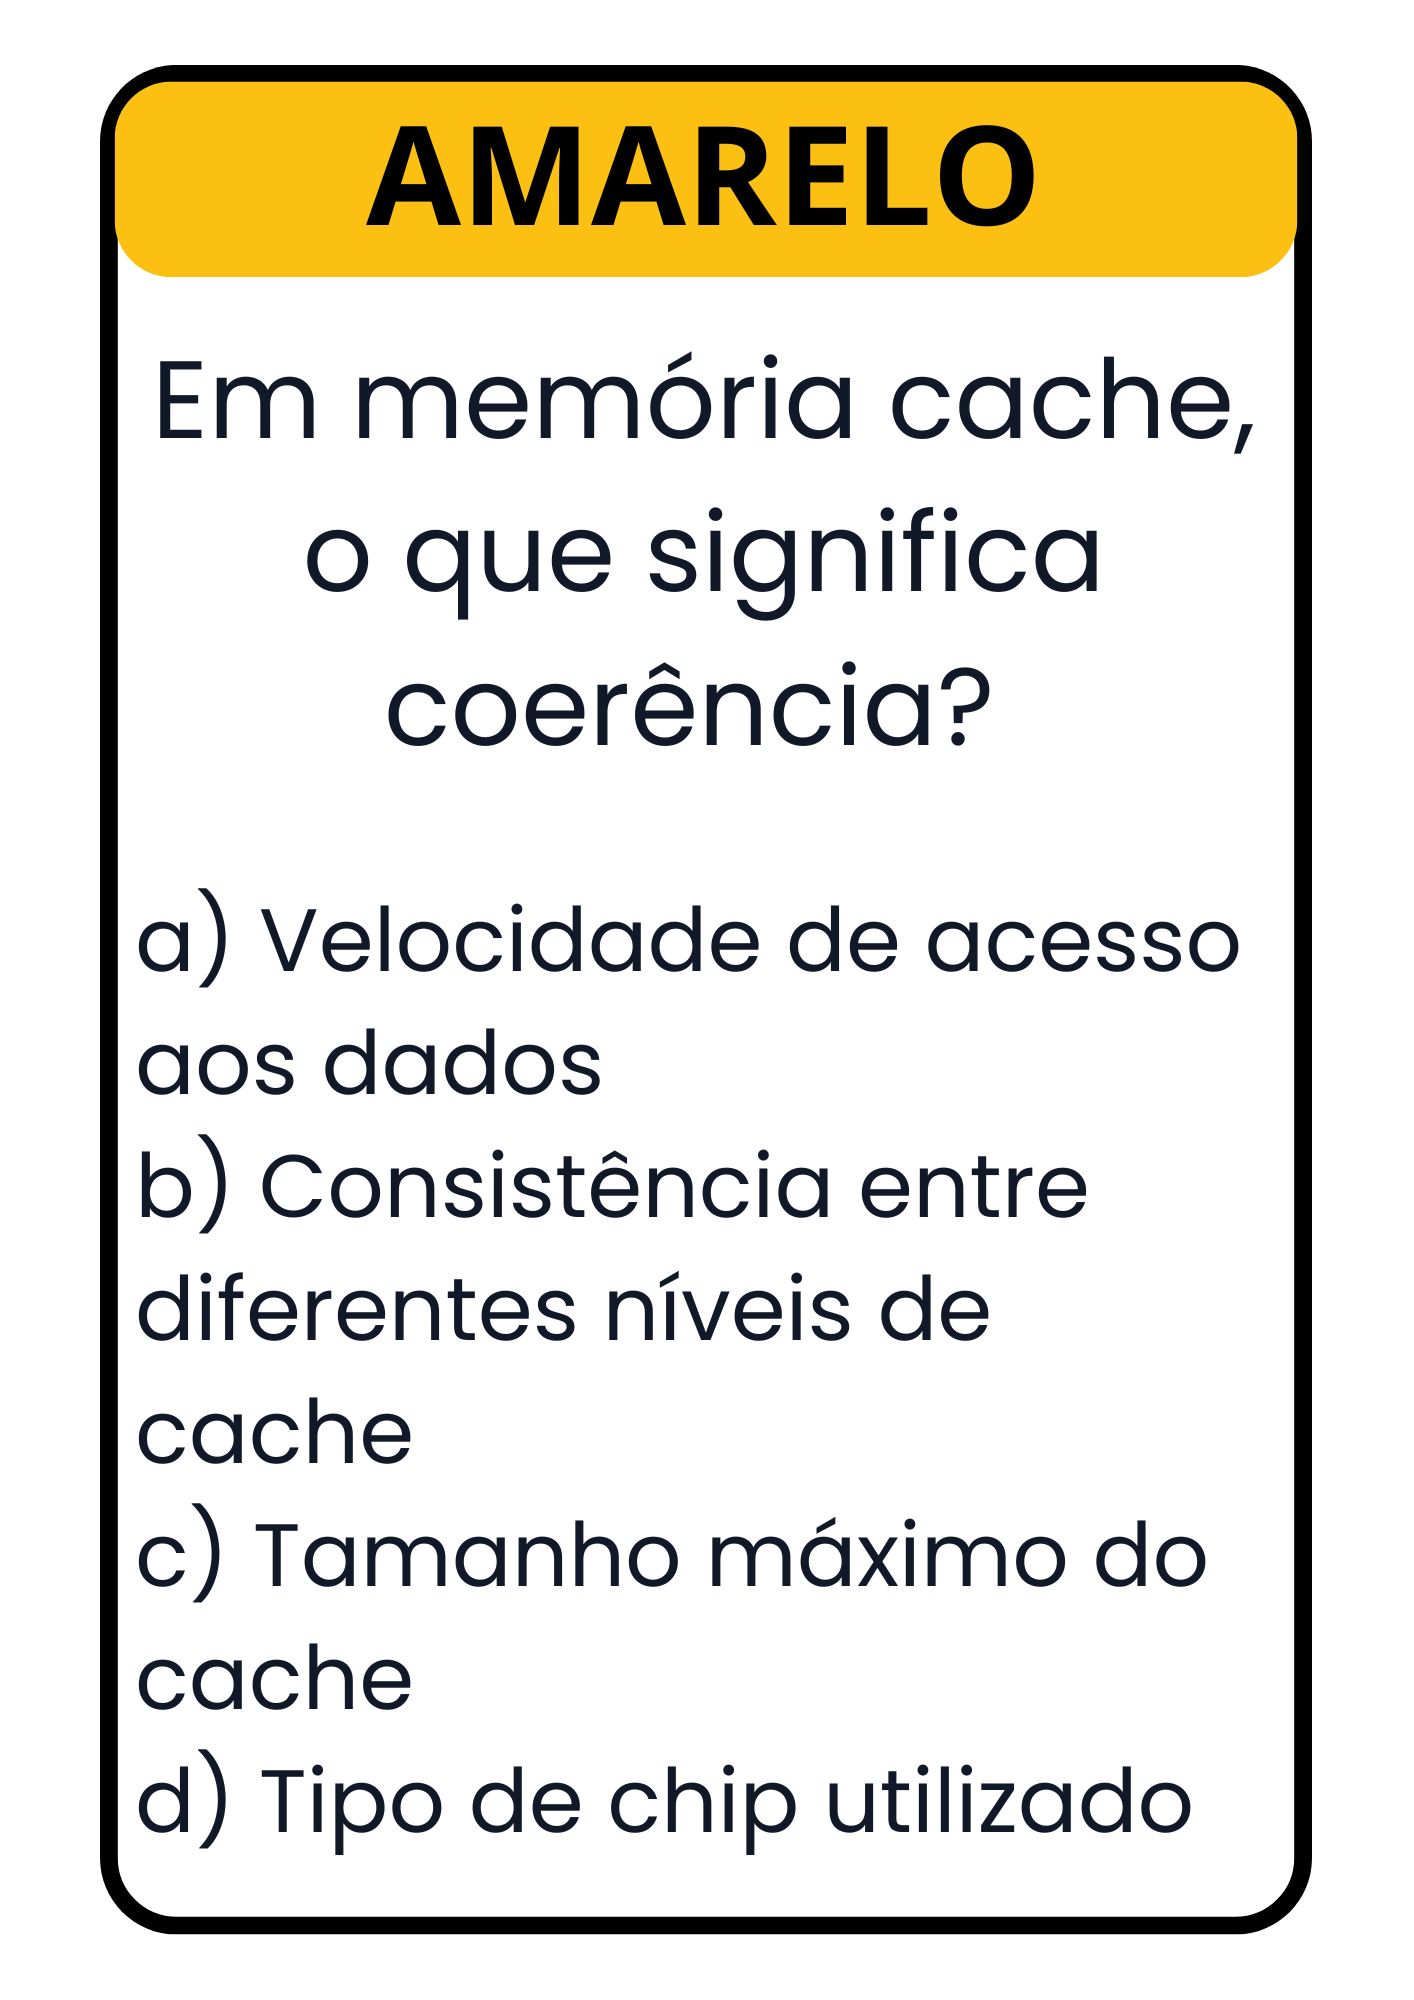 AMARELO
Em memória cache,
o que significa
coerência?
a) Velocidade de acesso
aos dados
b) Consistência entre
diferentes níveis de
cache
c) Tamanho máximo do
cache
d) Tipo de chip utilizado